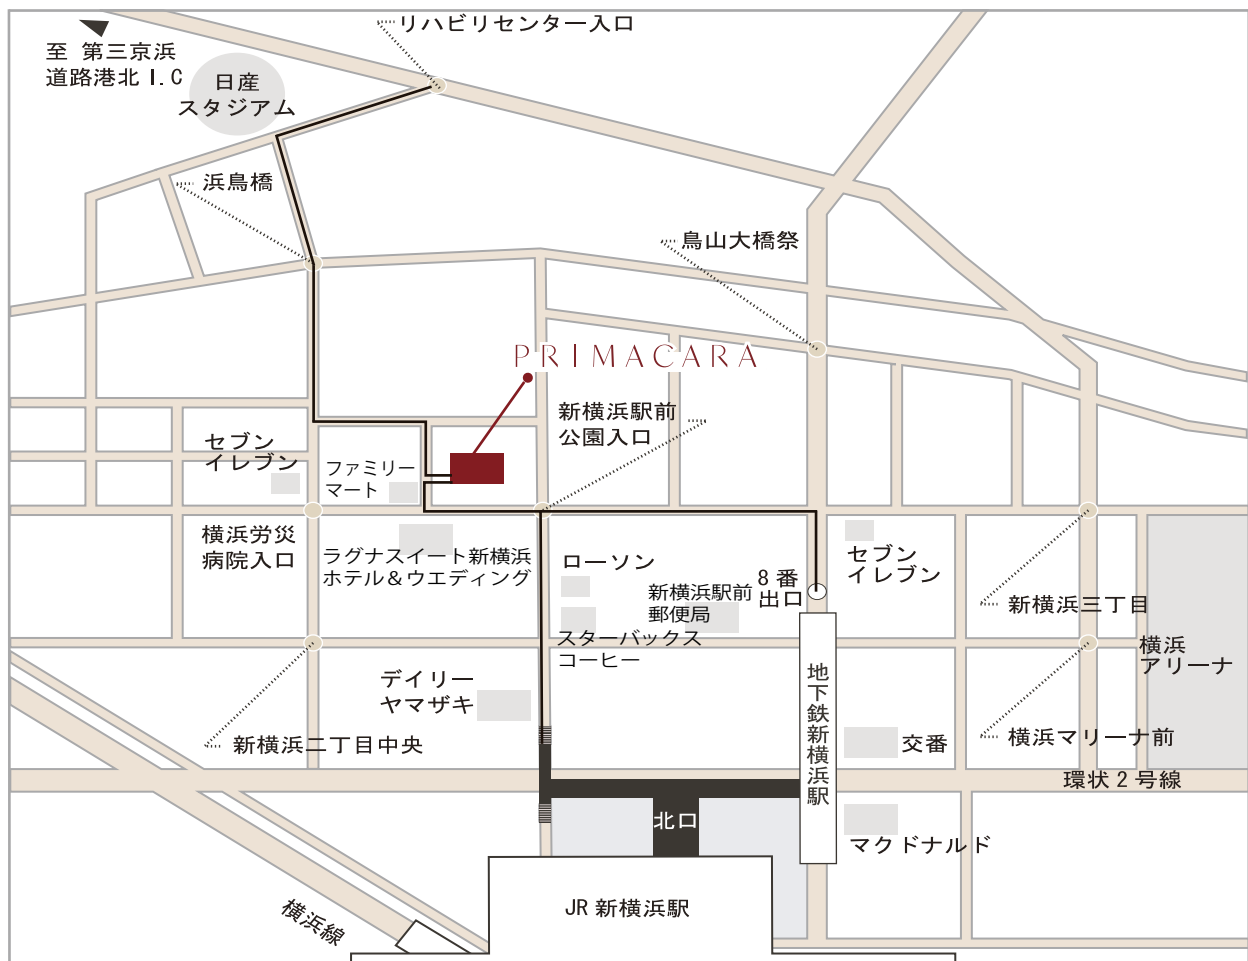 リハビリセンター入口
至 第三京浜
道路港北 I.C
日産
スタジアム
浜鳥橋
鳥山大橋祭
PRIMACARA
新横浜駅前
公園入口
セブン
イレブン
ファミリー
マート
横浜労災
病院入口
ラグナスイート新横浜
ホテル＆ウエディング
ローソン
新横浜駅前
郵便局
8番
出口
セブン
イレブン
新横浜三丁目
スターバックス
コーヒー
横浜
アリーナ
デイリー
ヤマザキ
地下鉄新横浜駅
新横浜二丁目中央
交番
横浜マリーナ前
環状2号線
北口
マクドナルド
JR 新横浜駅
横浜線